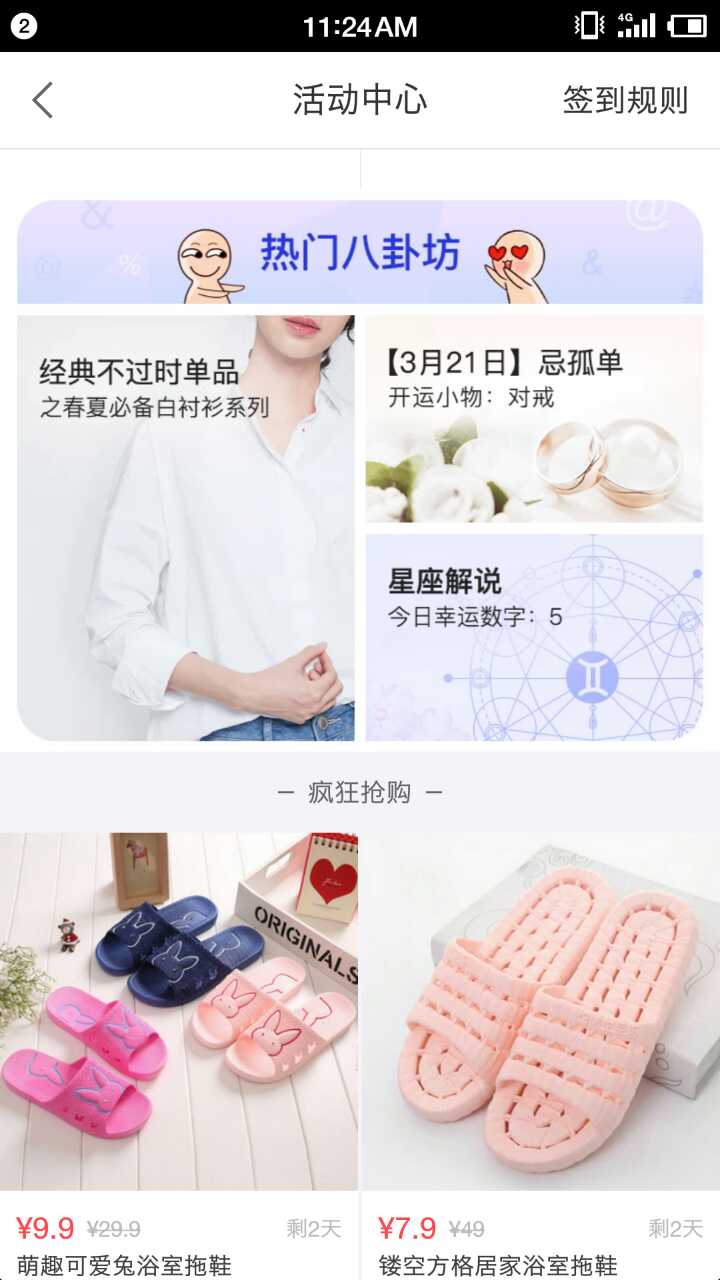 2
11:24AM
4G
活动中心
签到规则
热门八卦坊
经典不过时单品
之春夏必备白衬衫系列
【3月21日】忌孤单
开运小物：对戒
星座解说
今日幸运数字：5
— 疯狂抢购 —
ORIGINALS
¥9.9 ¥29.9 剩2天
萌趣可爱兔浴室拖鞋
¥7.9 ¥49 剩2天
镂空方格居家浴室拖鞋